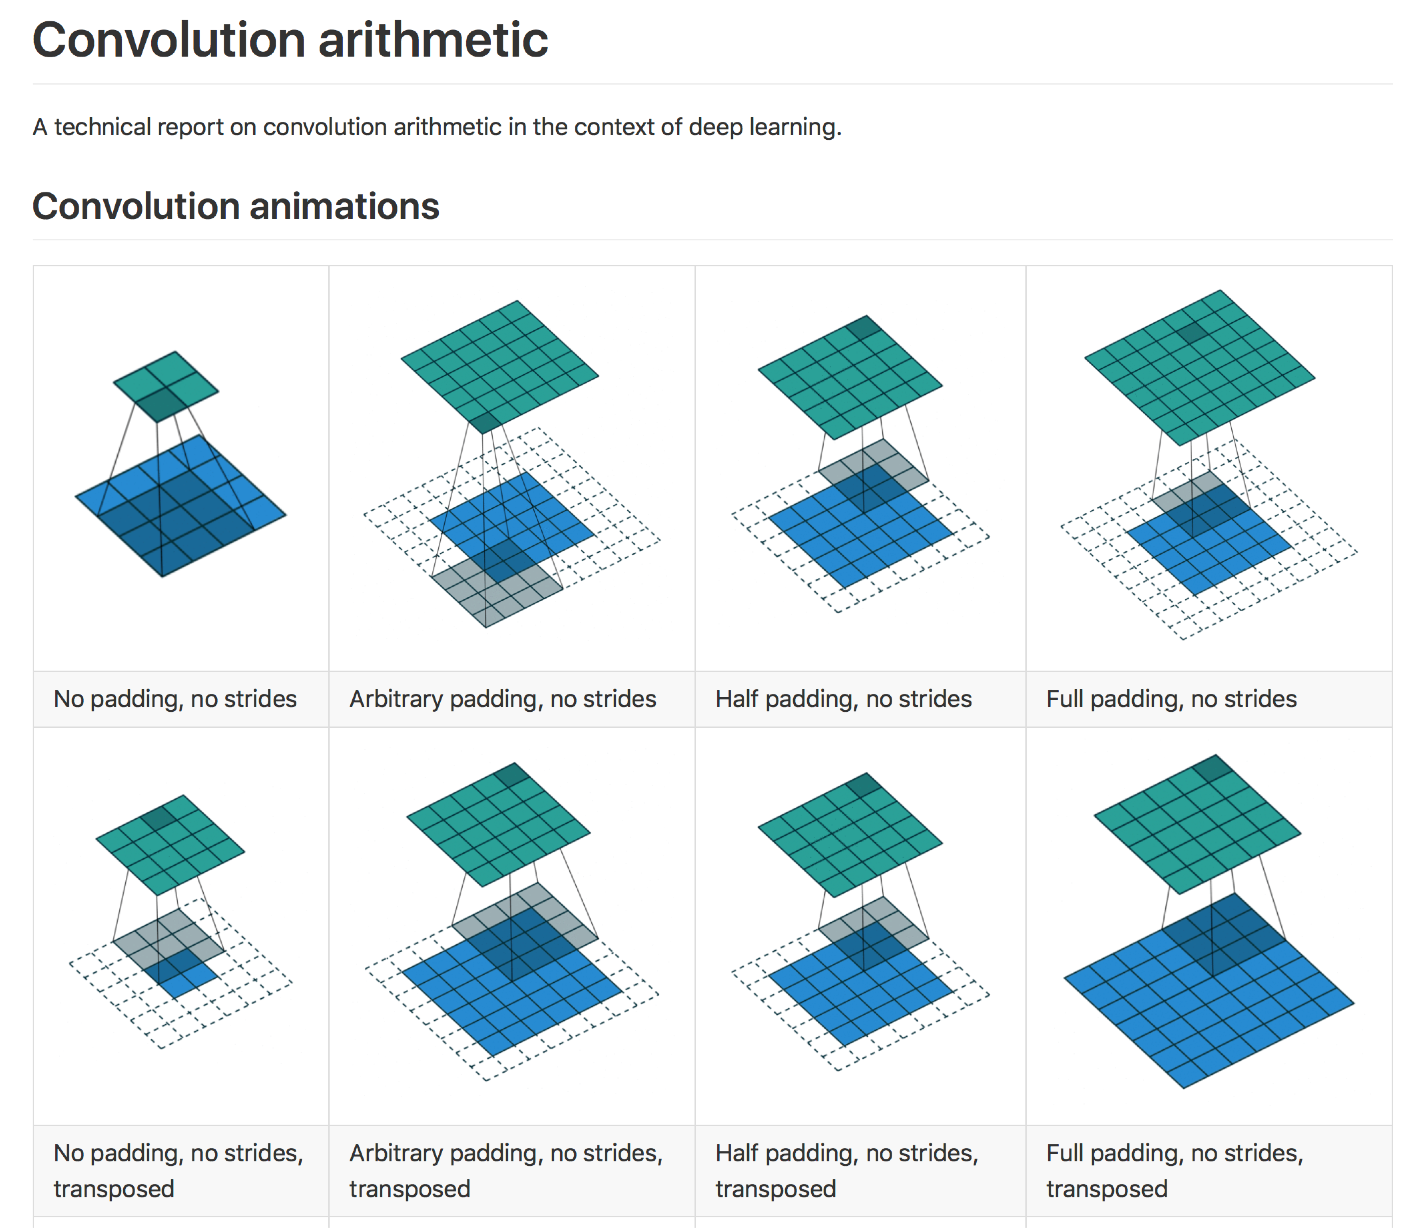 Convolution arithmetic
A technical report on convolution arithmetic in the context of deep learning.
Convolution animations
No padding, no strides
Arbitrary padding, no strides
Half padding, no strides
Full padding, no strides
No padding, no strides,
transposed
Arbitrary padding, no strides,
transposed
Half padding, no strides,
transposed
Full padding, no strides,
transposed